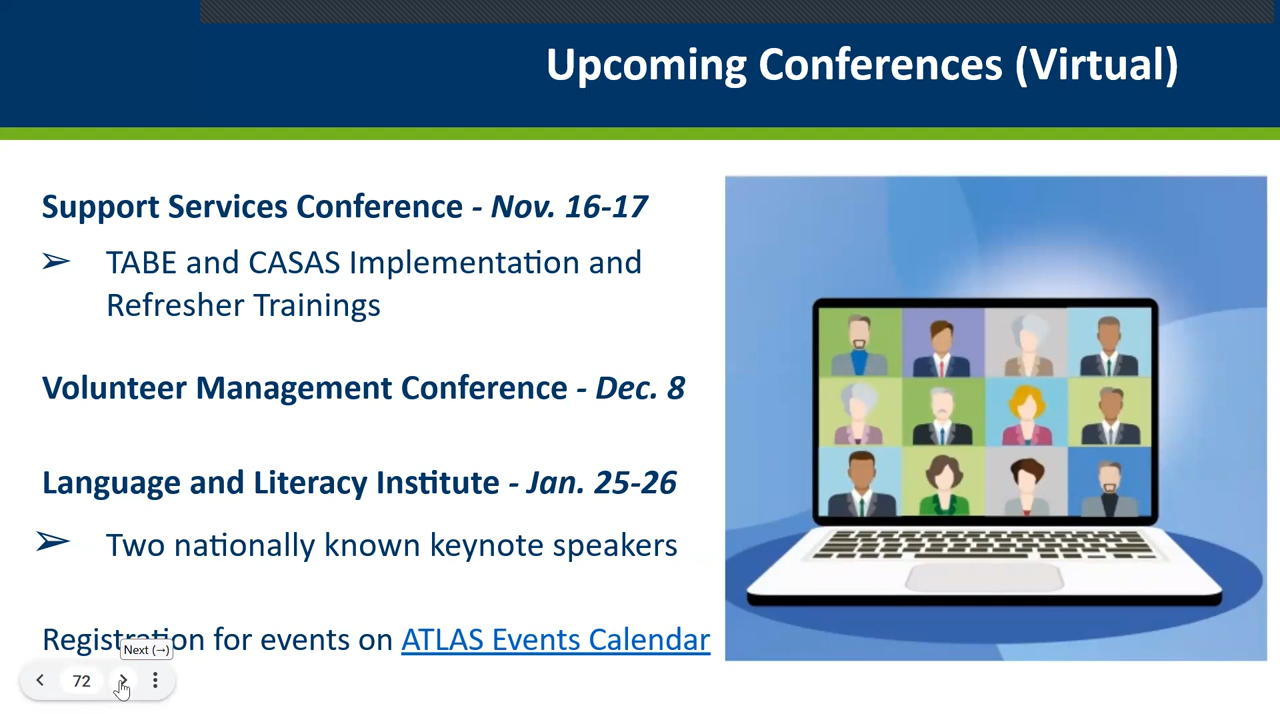 Upcoming Conferences (Virtual)
Support Services Conference - Nov. 16-17
➢ TABE and CASAS Implementation and
Refresher Trainings
Volunteer Management Conference - Dec. 8
Language and Literacy Institute - Jan. 25-26
➢ Two nationally known keynote speakers
Registration for events on ATLAS Events Calendar
Next (→)
72